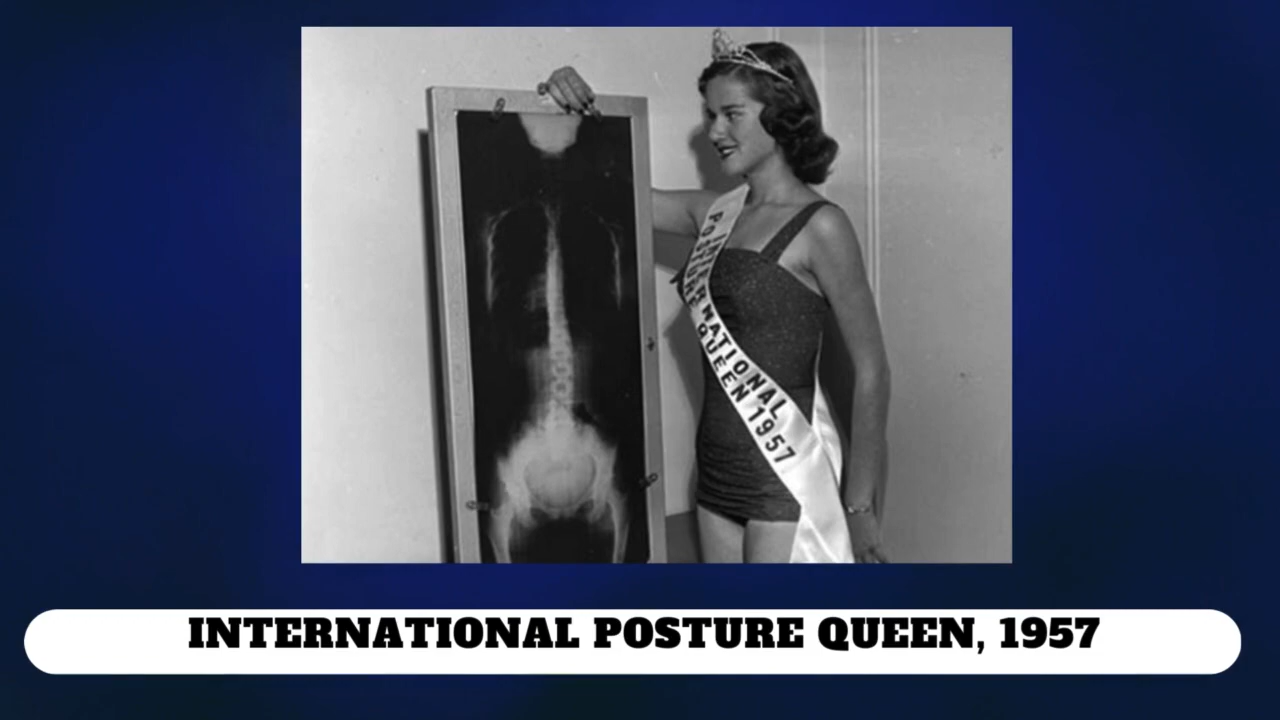 INTERNATIONAL
POSTURE QUEEN 1957
INTERNATIONAL POSTURE QUEEN, 1957